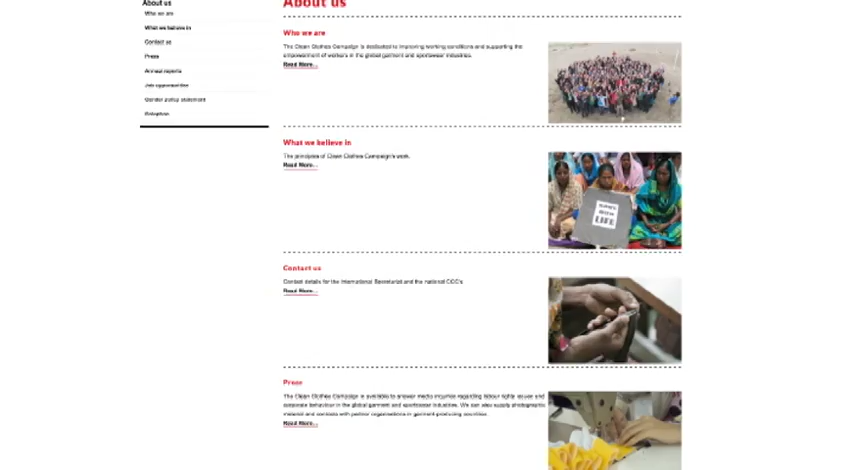 About us
Who we are
What we believe in
Contact us
Press
Annual reports
Job opportunities
Gender policy statement
About us
Who we are
The Clean Clothes Campaign is dedicated to improving working conditions and supporting the
empowerment of workers in the global garment and sportswear industries.
Read More...
What we believe in
The principles of Clean Clothes Campaign's work.
Read More...
LIFE
Contact us
Contact details for the International Secretariat and the national CCC's
Read More...
Press
The Clean Clothes Campaign is available to answer media inquiries regarding labour rights issues and
corporate behaviour in the global garment and sportswear industries. We can also supply photographic
material and contacts with partner organisations in garment-producing countries.
Read More...